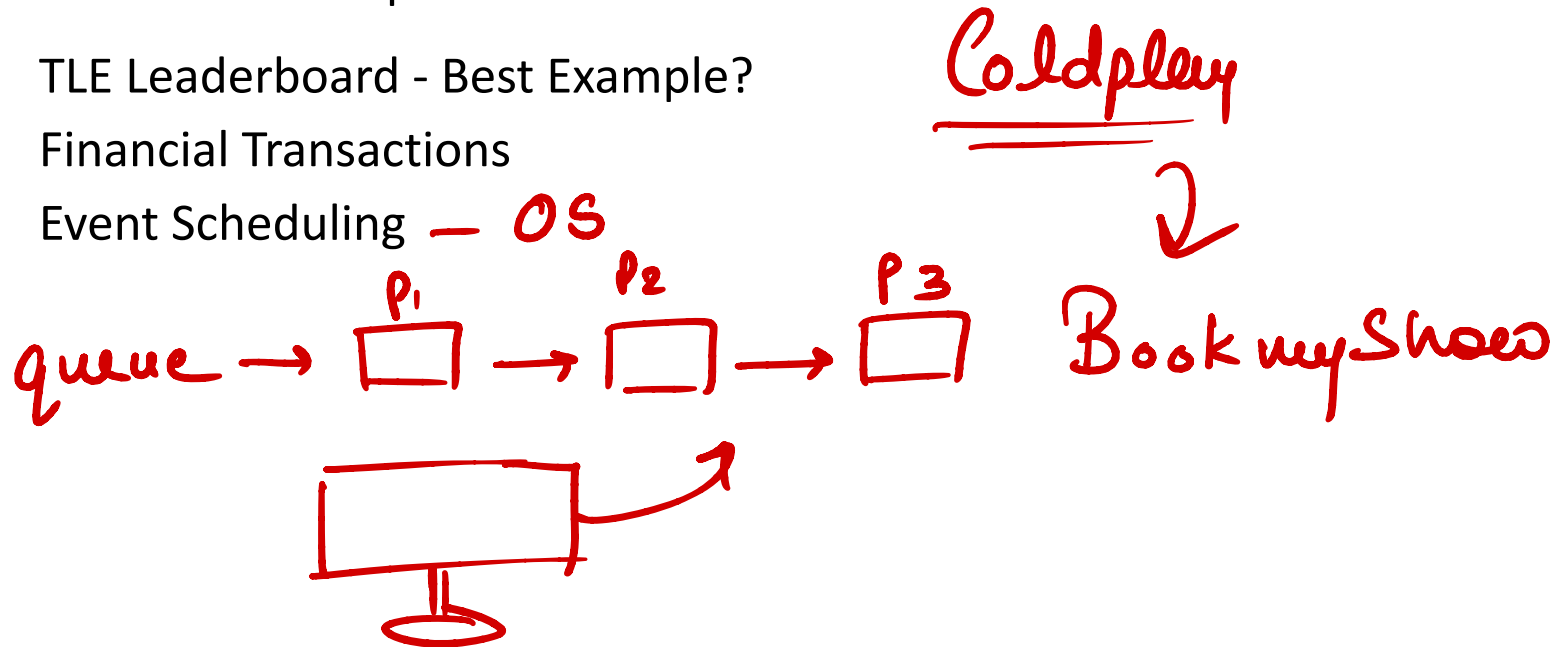 TLE Leaderboard - Best Example?
Coldplay
Financial Transactions
Event Scheduling — OS
P1
P2
P3
queue → → →
BookmyShow